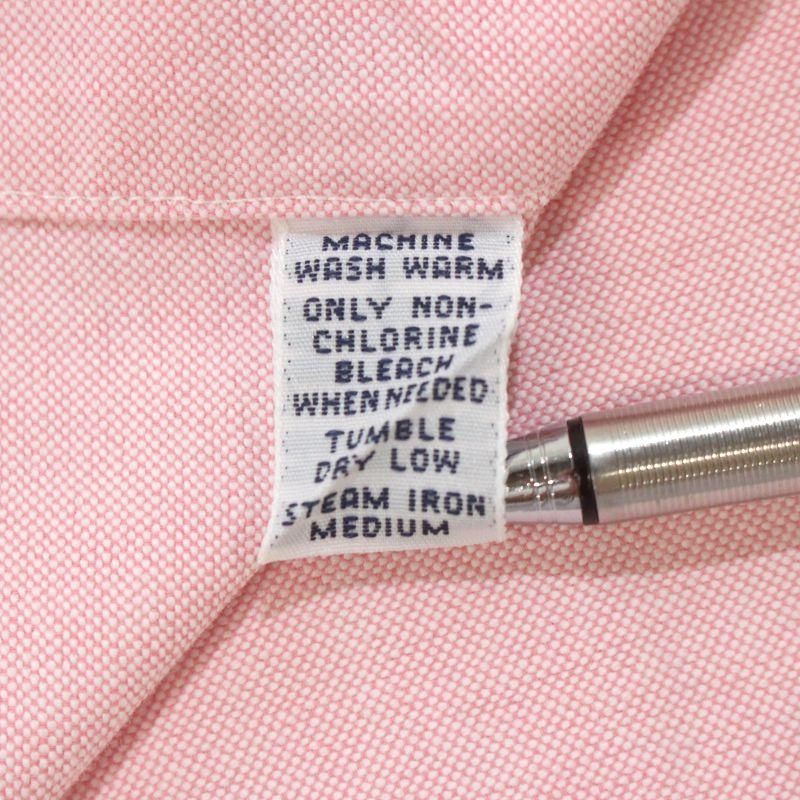 MACHINE
WASH WARM
ONLY NON-
CHLORINE
BLEACH
WHEN NEEDED
TUMBLE
DRY LOW
STEAM IRON
MEDIUM